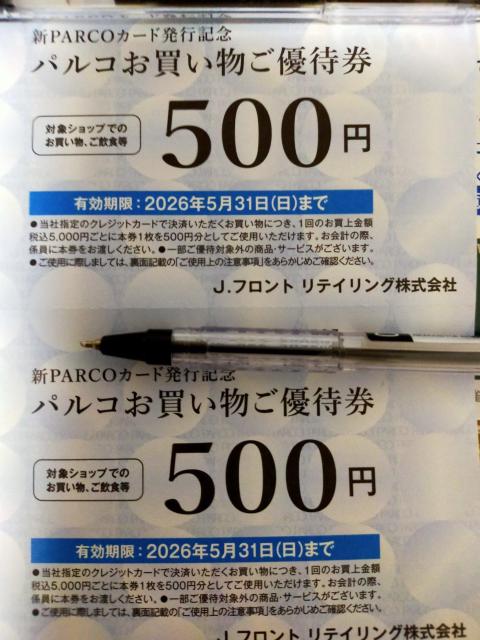 新PARCOカード発行記念
パルコお買い物ご優待券
対象ショップでの
お買い物、ご飲食等
500円
有効期限：2026年5月31日(日)まで
●当社指定のクレジットカードで決済いただくお買い物につき、1回のお買上金額
税込5,000円ごとに本券1枚を500円分としてご使用いただけます。お会計の際、
係員に本券をお渡しください。●一部ご優待対象外の商品・サービスがございます。
●ご使用に際しましては、裏面記載の「ご使用上の注意事項」をあらかじめご確認ください。
J.フロント リテイリング株式会社
新PARCOカード発行記念
パルコお買い物ご優待券
対象ショップでの
お買い物、ご飲食等
500円
有効期限：2026年5月31日(日)まで
●当社指定のクレジットカードで決済いただくお買い物につき、1回のお買上金額
税込5,000円ごとに本券1枚を500円分としてご使用いただけます。お会計の際、
係員に本券をお渡しください。●一部ご優待対象外の商品・サービスがございます。
●ご使用に際しましては、裏面記載の「ご使用上の注意事項」をあらかじめご確認ください。
J.フロント リテイリング株式会社